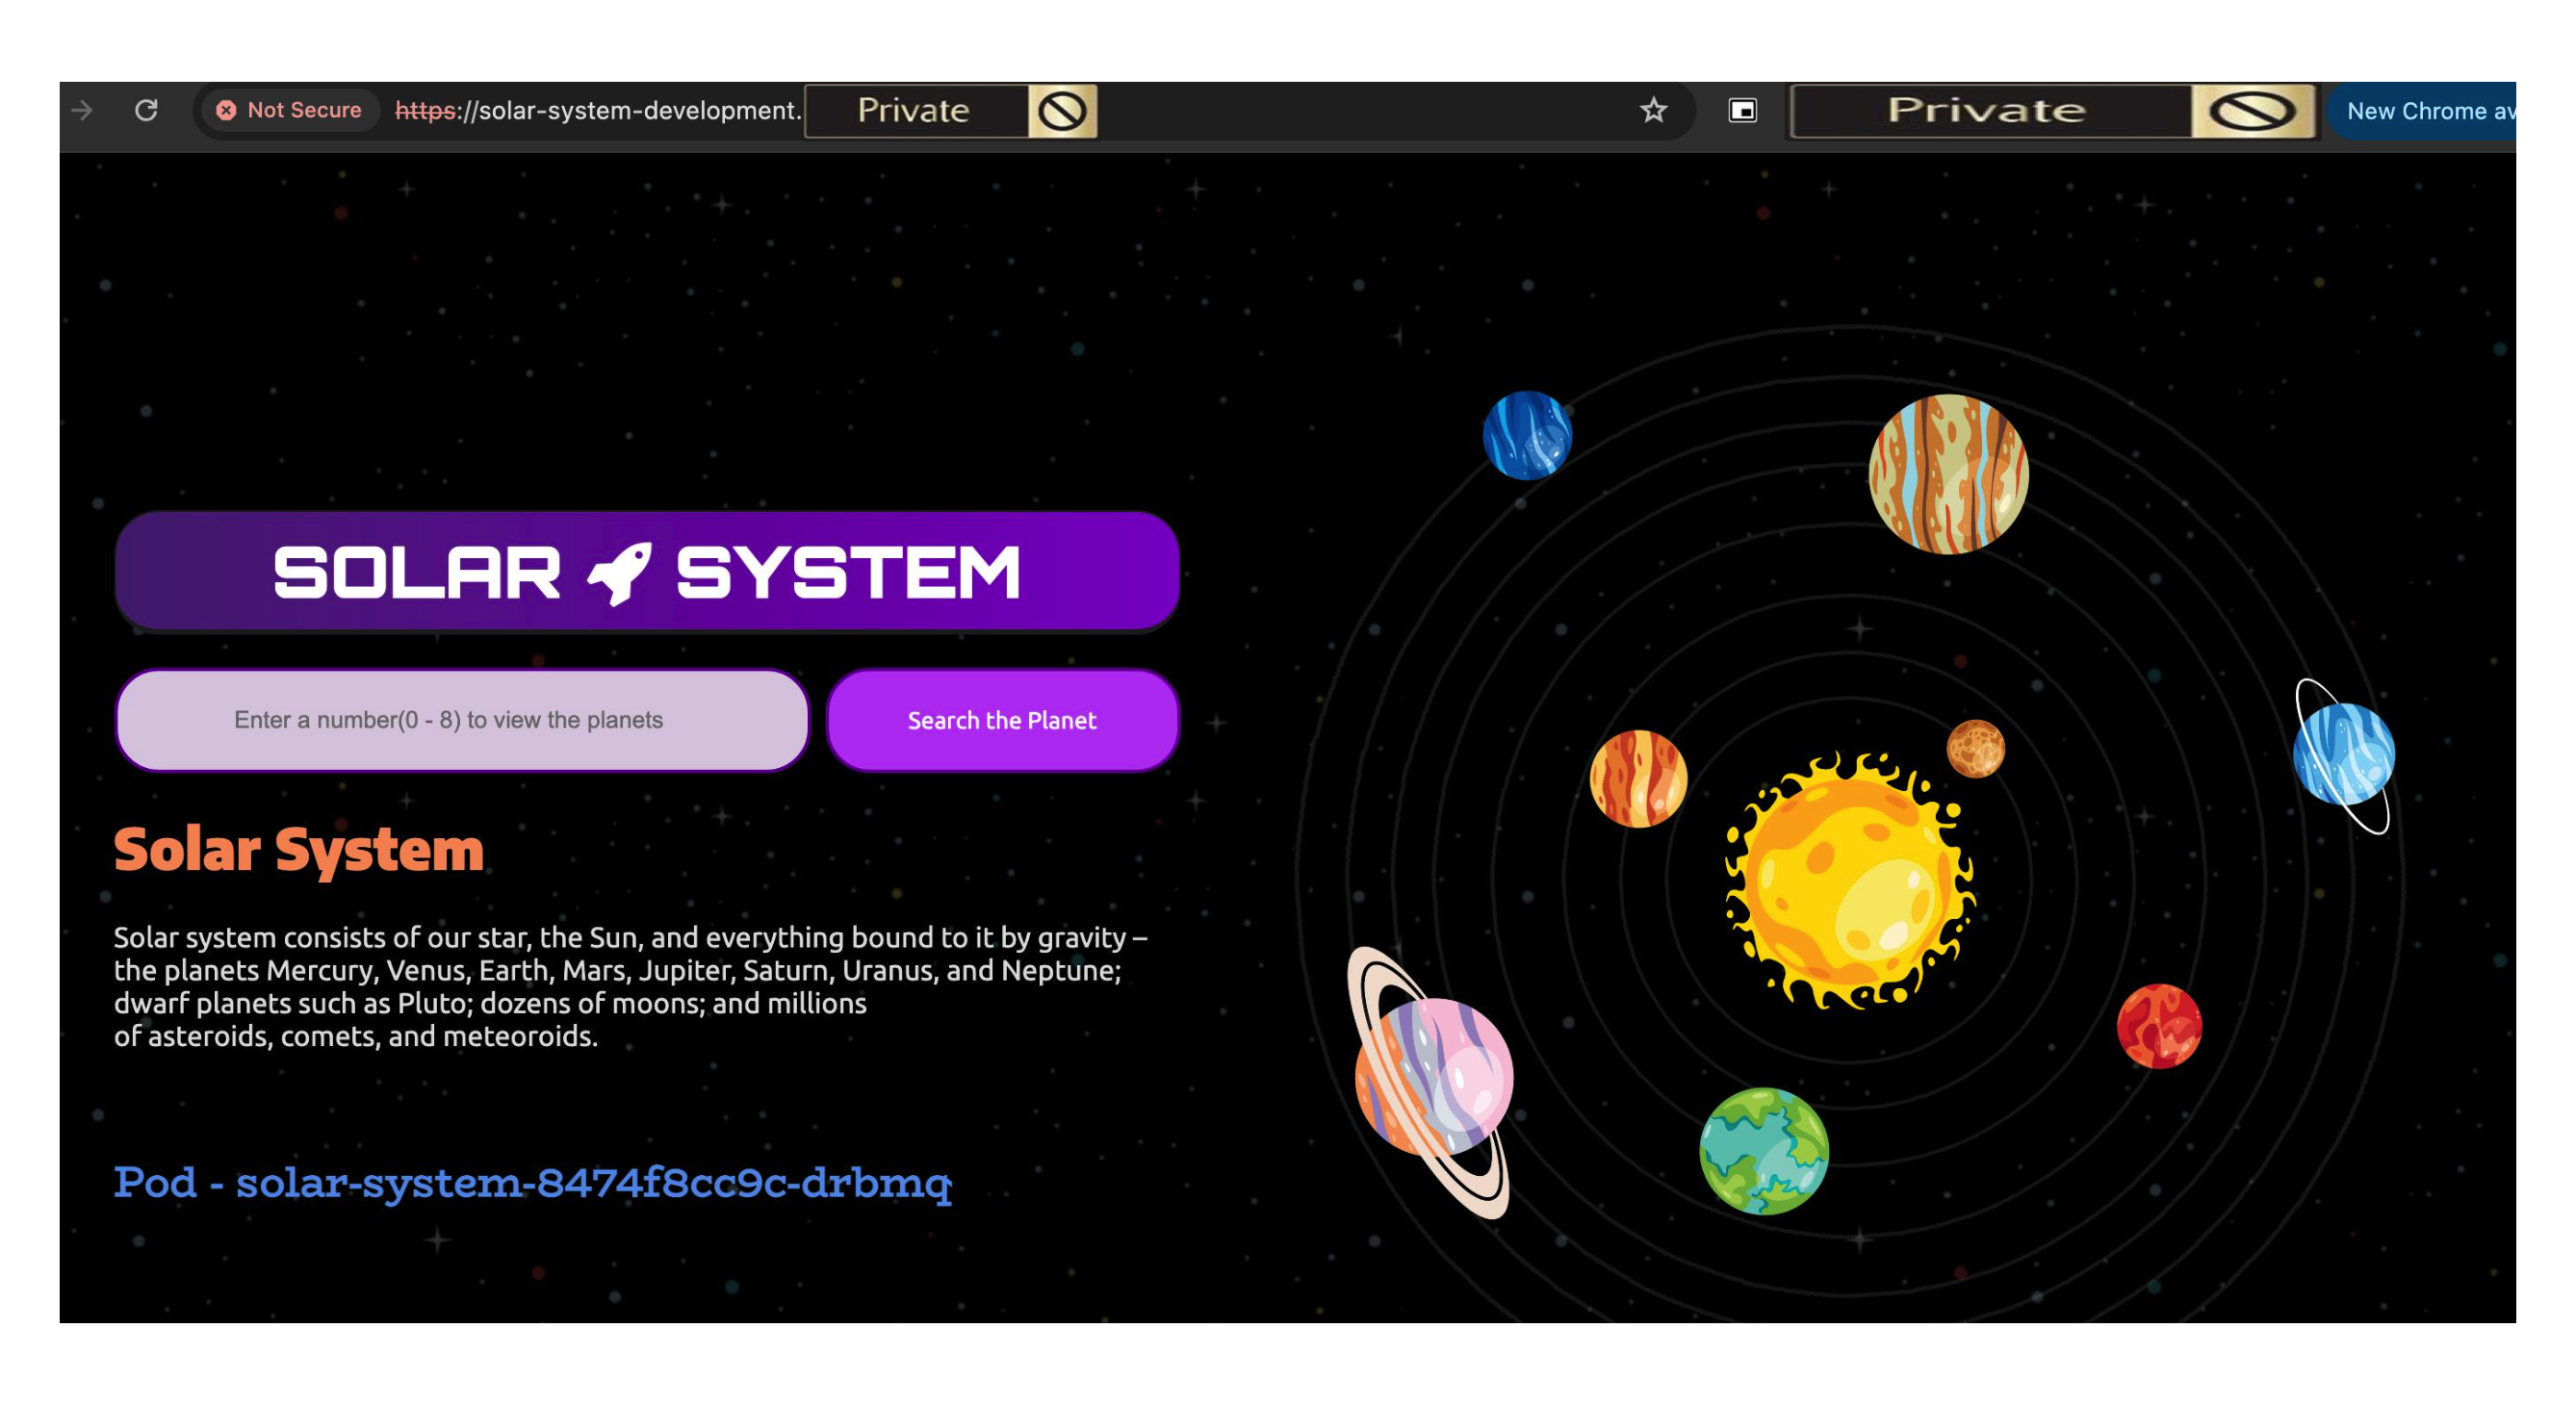 Not Secure https://solar-system-development. Private Private New Chrome av
SOLAR SYSTEM
Enter a number(0 - 8) to view the planets Search the Planet
Solar System
Solar system consists of our star, the Sun, and everything bound to it by gravity –
the planets Mercury, Venus, Earth, Mars, Jupiter, Saturn, Uranus, and Neptune;
dwarf planets such as Pluto; dozens of moons; and millions
of asteroids, comets, and meteoroids.
Pod - solar-system-8474f8cc9c-drbmq